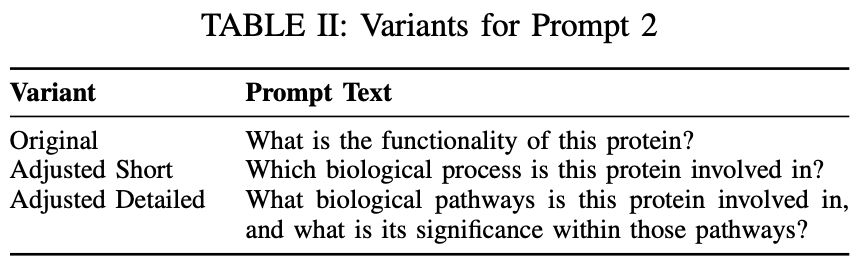 TABLE II: Variants for Prompt 2
Variant Prompt Text
Original What is the functionality of this protein?
Adjusted Short Which biological process is this protein involved in?
Adjusted Detailed What biological pathways is this protein involved in,
and what is its significance within those pathways?